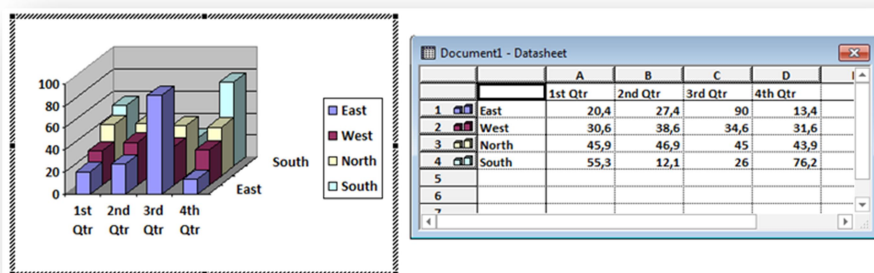 100
80
60
40
20
0
1st Qtr 2nd Qtr 3rd Qtr 4th Qtr
East
South
East
West
North
South
Document1 - Datasheet
A B C D
1st Qtr 2nd Qtr 3rd Qtr 4th Qtr
1 East 20,4 27,4 90 13,4
2 West 30,6 38,6 34,6 31,6
3 North 45,9 46,9 45 43,9
4 South 55,3 12,1 26 76,2
5
6
7